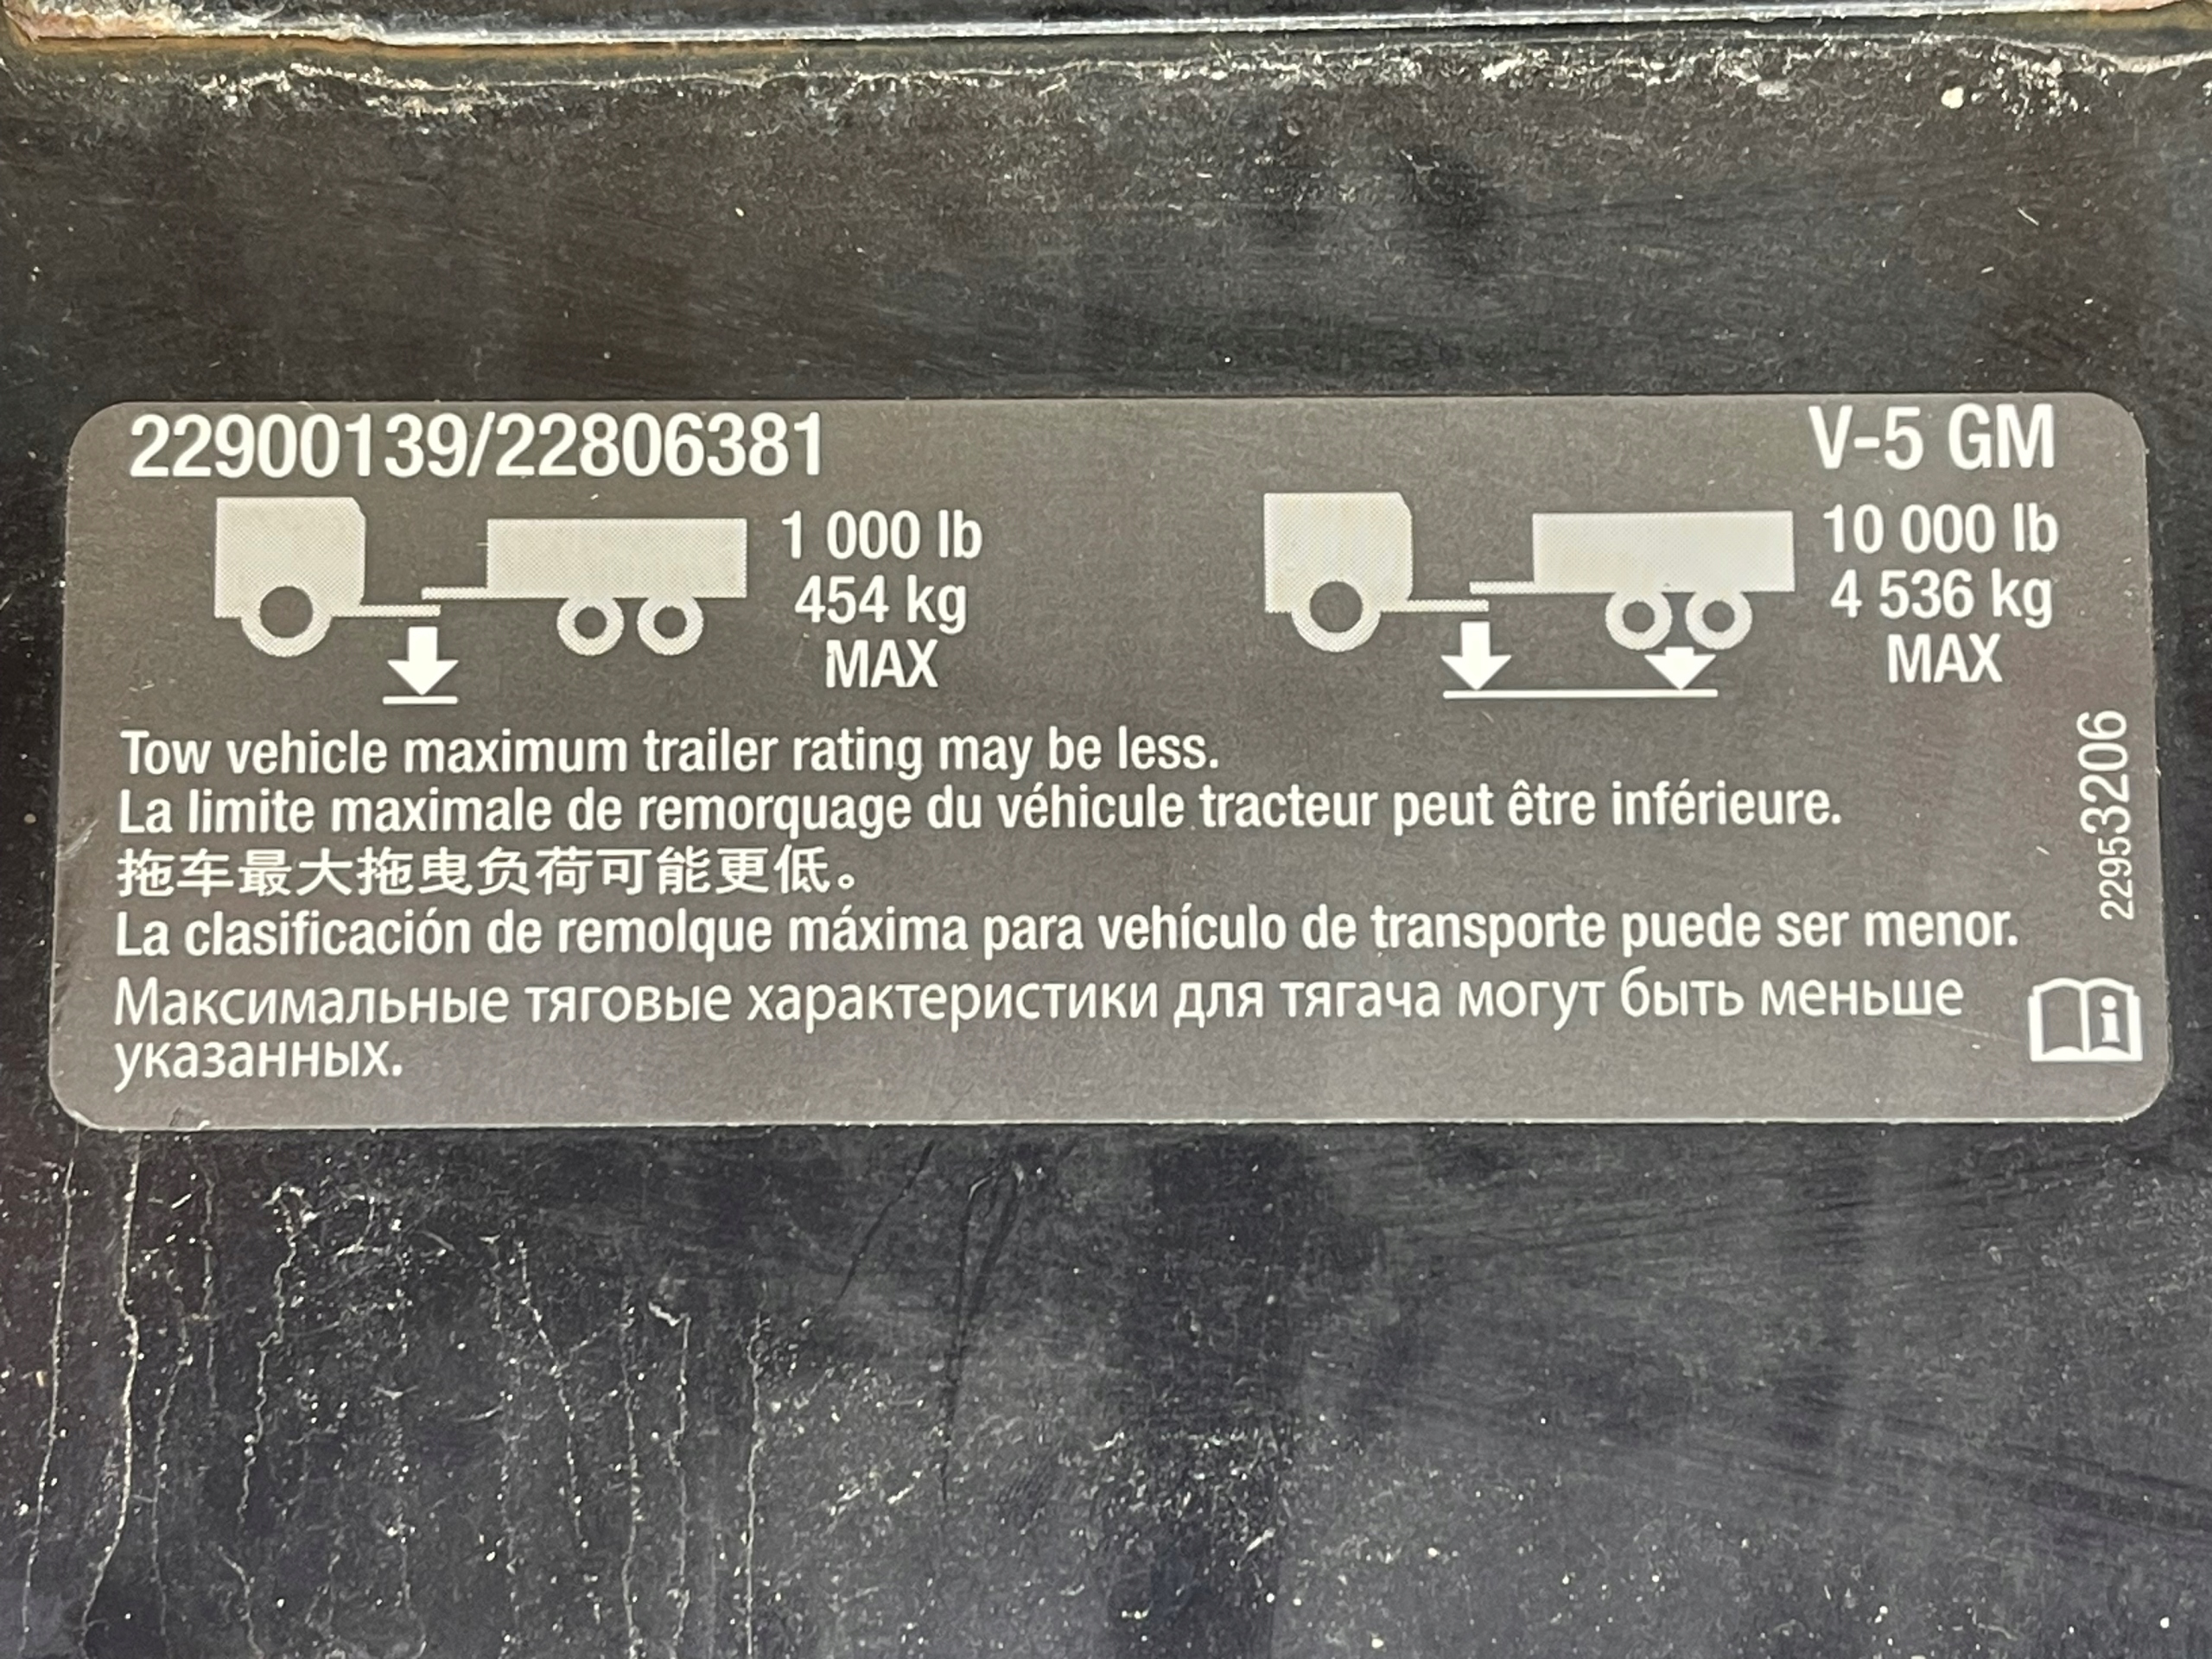 22900139/22806381
V-5 GM
1 000 lb
454 kg
MAX
10 000 lb
4 536 kg
MAX
Tow vehicle maximum trailer rating may be less.
La limite maximale de remorquage du véhicule tracteur peut être inférieure.
拖车最大拖曳负荷可能更低。
La clasificación de remolque máxima para vehículo de transporte puede ser menor.
Максимальные тяговые характеристики для тягача могут быть меньше
указанных.
22953206
i